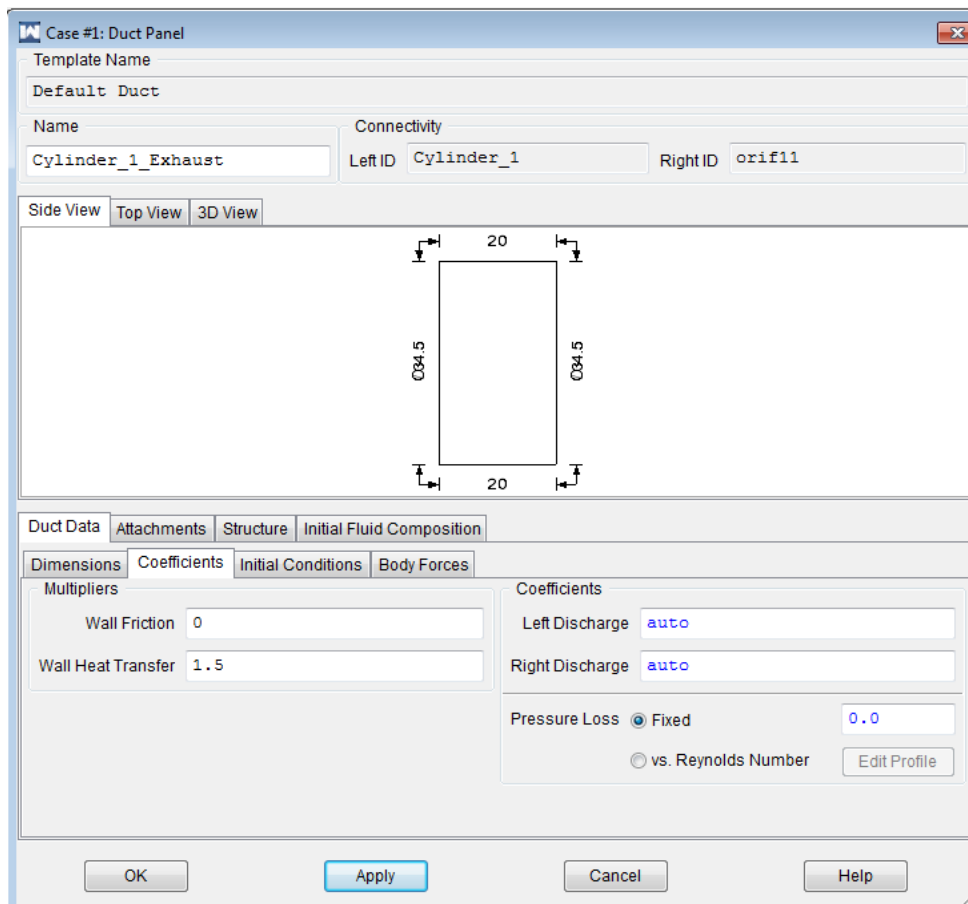 Case #1: Duct Panel
Template Name
Default Duct
Name
Connectivity
Cylinder_1_Exhaust
Left ID Cylinder_1 Right ID orif11
Side View Top View 3D View
20
34.5 34.5
20
Duct Data Attachments Structure Initial Fluid Composition
Dimensions Coefficients Initial Conditions Body Forces
Multipliers
Wall Friction 0
Wall Heat Transfer 1.5
Coefficients
Left Discharge auto
Right Discharge auto
Pressure Loss Fixed 0.0
vs. Reynolds Number Edit Profile
OK Apply Cancel Help